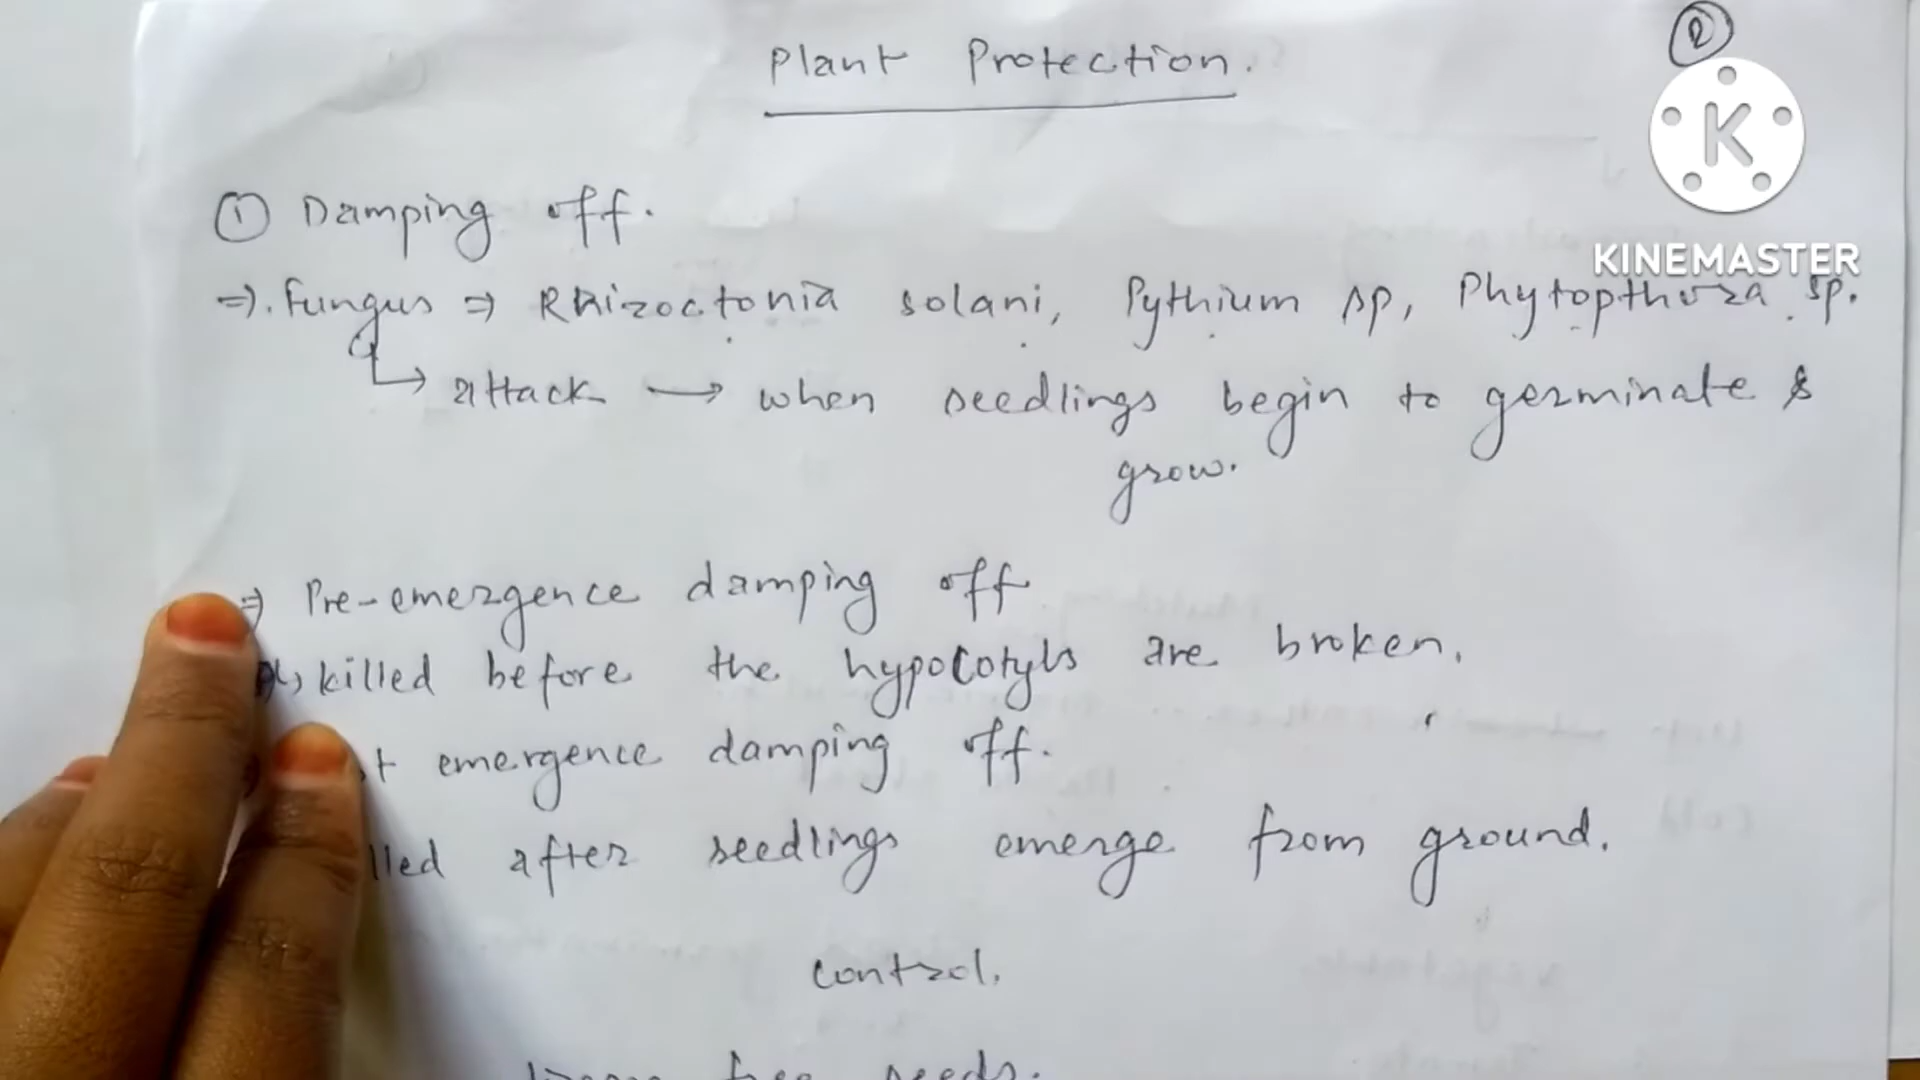 ②
Plant Protection.
K
KINEMASTER
① Damping off.
⇒. Fungus ⇒ Rhizoctonia solani, Pythium sp, Phytopthora sp.
↳ attack → when seedlings begin to germinate &
grow.
⇒ Pre-emergence damping off
↳ killed before the hypocotyls are broken.
emergence damping off.
after seedlings emerge from ground.
control.
free seeds.